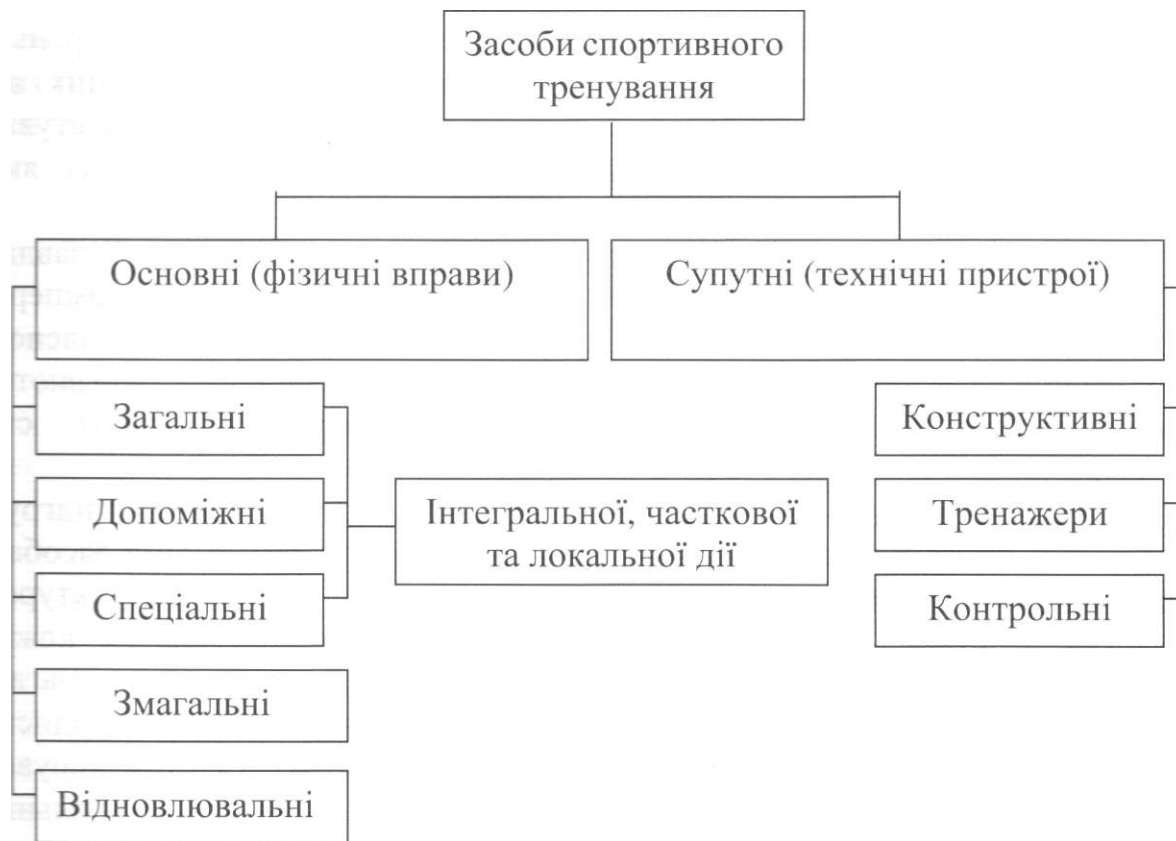 Засоби спортивного
тренування
Основні (фізичні вправи)
Супутні (технічні пристрої)
Загальні
Конструктивні
Допоміжні
Інтегральної, часткової
та локальної дії
Тренажери
Спеціальні
Контрольні
Змагальні
Відновлювальні